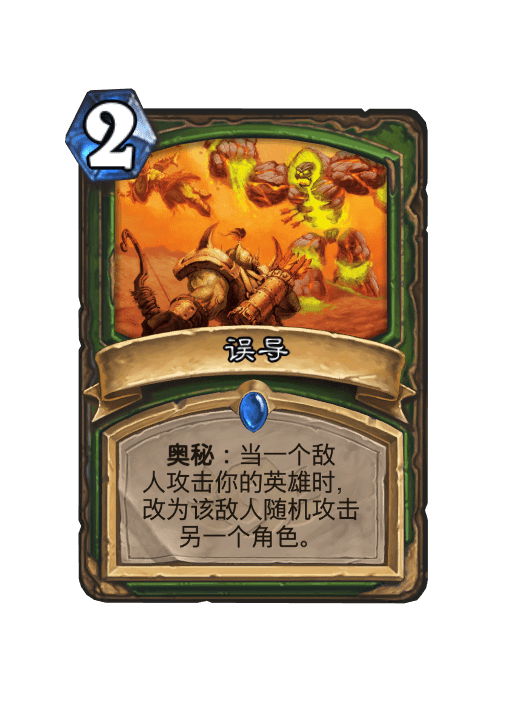 2
误导
奥秘：当一个敌
人攻击你的英雄时，
改为该敌人随机攻击
另一个角色。